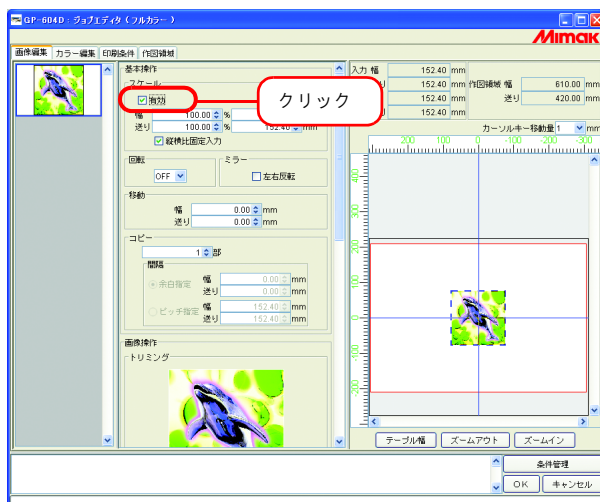 GP-604D : ジョブエディタ ( フルカラー )
Mimaki
画像編集 カラー編集 印刷条件 作図領域
基本操作
スケール
有効
クリック
幅 100.00 %
送り 100.00 % 152.40 mm
縦横比固定入力
回転
OFF
ミラー
左右反転
移動
幅 0.00 mm
送り 0.00 mm
コピー
1 部
間隔
余白指定 幅 0.00 mm
送り 0.00 mm
ピッチ指定 幅 152.40 mm
送り 152.40 mm
画像操作
トリミング
入力 幅 152.40 mm
152.40 mm 作図領域 幅 610.00 mm
152.40 mm 送り 420.00 mm
カーソルキー移動量 1 mm
200 100 0 -100 -200 -300
200
100
0
-100
-200
テーブル幅 ズームアウト ズームイン
条件管理
OK キャンセル